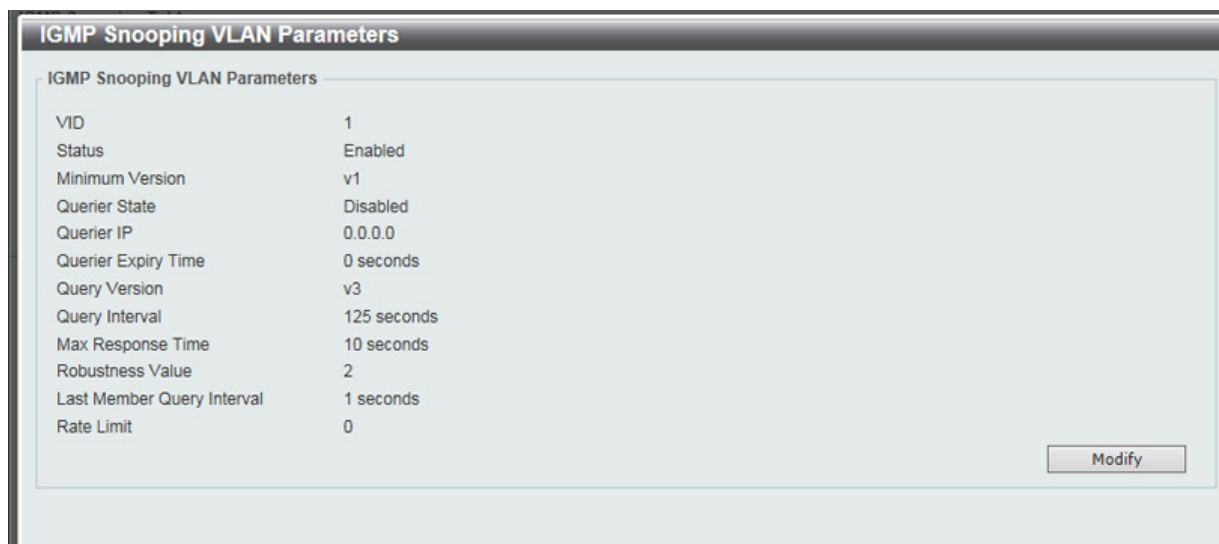 IGMP Snooping VLAN Parameters
IGMP Snooping VLAN Parameters
VID 1
Status Enabled
Minimum Version v1
Querier State Disabled
Querier IP 0.0.0.0
Querier Expiry Time 0 seconds
Query Version v3
Query Interval 125 seconds
Max Response Time 10 seconds
Robustness Value 2
Last Member Query Interval 1 seconds
Rate Limit 0
Modify